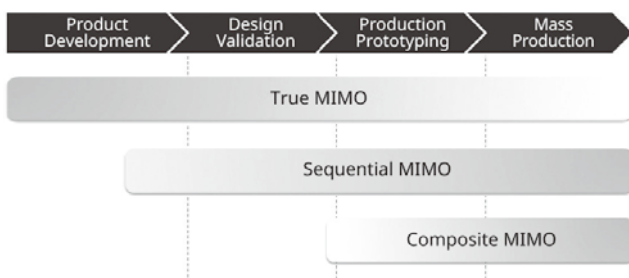 Product
Development
Design
Validation
Production
Prototyping
Mass
Production
True MIMO
Sequential MIMO
Composite MIMO